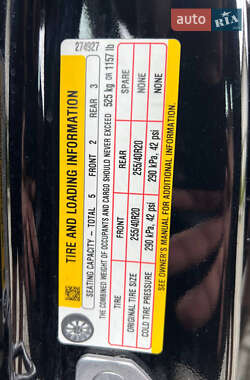 auto RIA .com
274927
TIRE AND LOADING INFORMATION
SEATING CAPACITY – TOTAL 5 FRONT 2 REAR 3
THE COMBINED WEIGHT OF OCCUPANTS AND CARGO SHOULD NEVER EXCEED 525 kg OR 1157 lb
TIRE FRONT REAR SPARE
ORIGINAL TIRE SIZE 255/40R20 255/40R20 NONE
COLD TIRE PRESSURE 290 kPa, 42 psi 290 kPa, 42 psi NONE
SEE OWNER'S MANUAL FOR ADDITIONAL INFORMATION